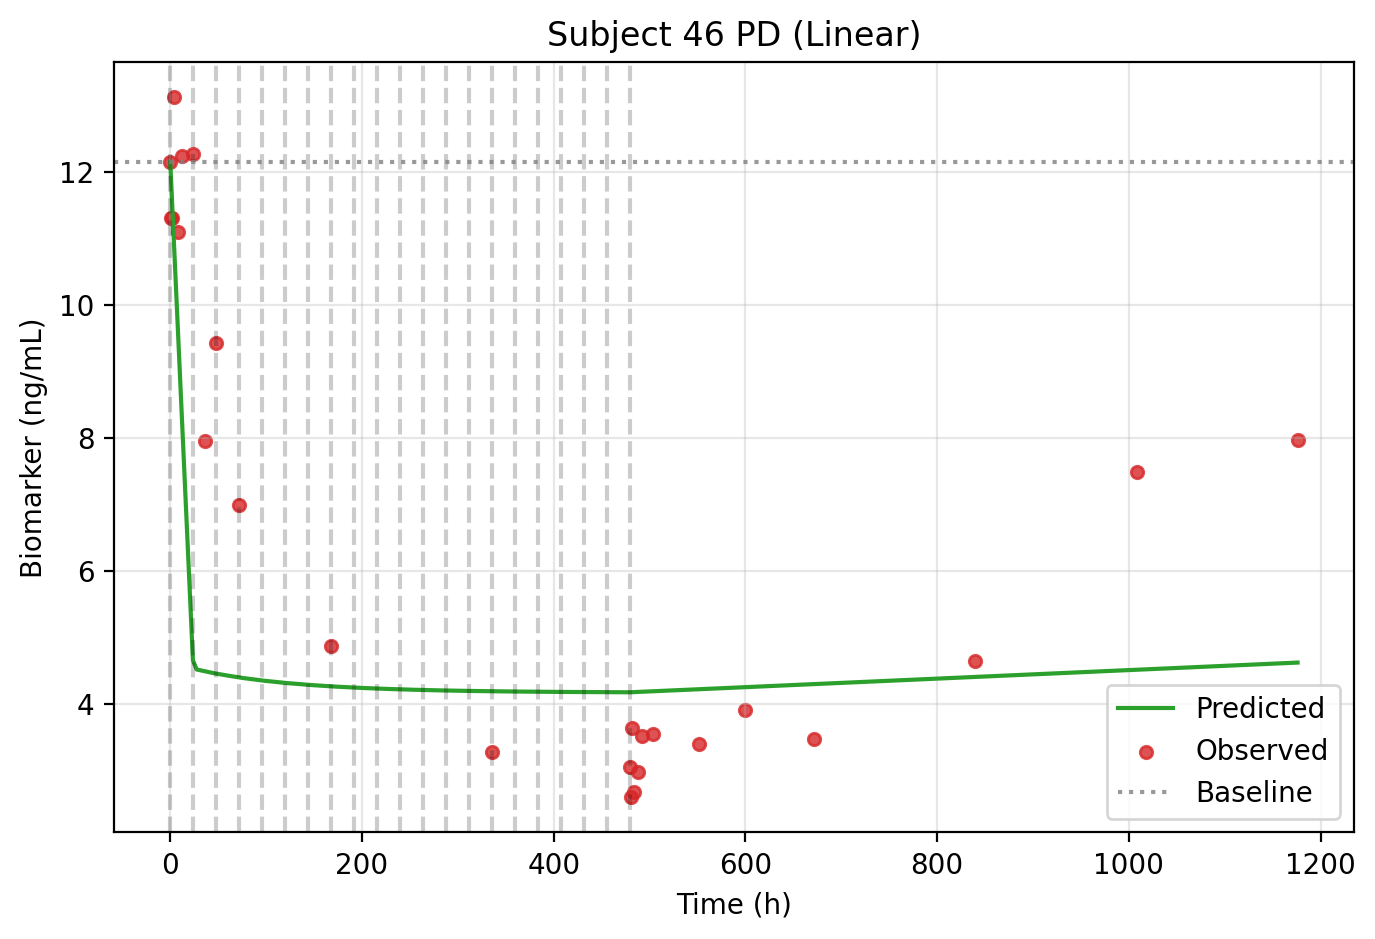 Subject 46 PD (Linear)
Biomarker (ng/mL)
12
10
8
6
4
0
200
400
600
800
1000
1200
Time (h)
Predicted
Observed
Baseline